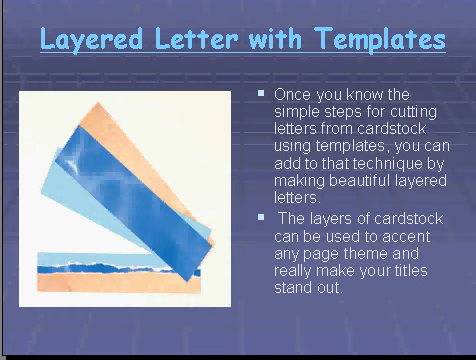 Layered Letter with Templates
Once you know the
simple steps for cutting
letters from cardstock
using templates, you can
add to that technique by
making beautiful layered
letters.
The layers of cardstock
can be used to accent
any page theme and
really make your titles
stand out.